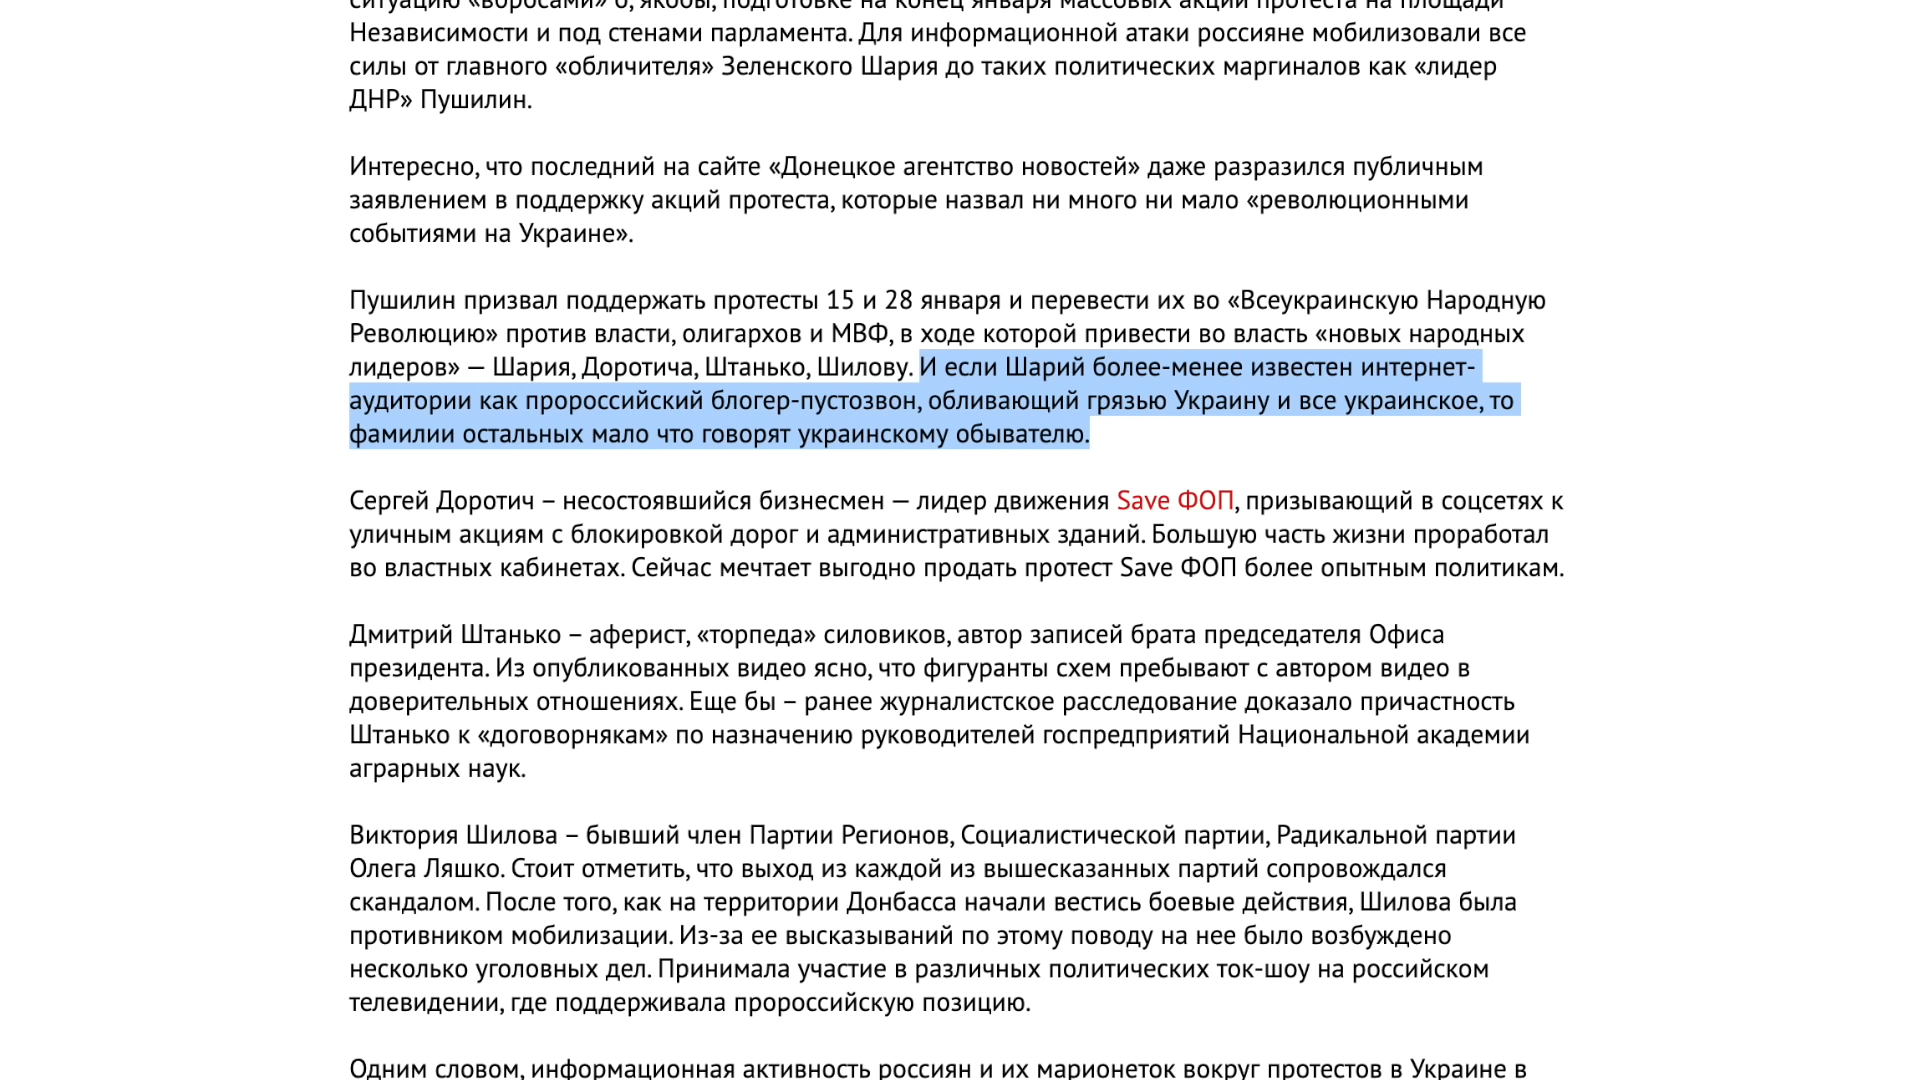 ситуацию «вбросами» о, якобы, подготовке на конец января массовых акций протеста на площади
Независимости и под стенами парламента. Для информационной атаки россияне мобилизовали все
силы от главного «обличителя» Зеленского Шария до таких политических маргиналов как «лидер
ДНР» Пушилин.
Интересно, что последний на сайте «Донецкое агентство новостей» даже разразился публичным
заявлением в поддержку акций протеста, которые назвал ни много ни мало «революционными
событиями на Украине».
Пушилин призвал поддержать протесты 15 и 28 января и перевести их во «Всеукраинскую Народную
Революцию» против власти, олигархов и МВФ, в ходе которой привести во власть «новых народных
лидеров» — Шария, Доротича, Штанько, Шилову. И если Шарий более-менее известен интернет-
аудитории как пророссийский блогер-пустозвон, обливающий грязью Украину и все украинское, то
фамилии остальных мало что говорят украинскому обывателю.
Сергей Доротич – несостоявшийся бизнесмен — лидер движения Save ФОП, призывающий в соцсетях к
уличным акциям с блокировкой дорог и административных зданий. Большую часть жизни проработал
во властных кабинетах. Сейчас мечтает выгодно продать протест Save ФОП более опытным политикам.
Дмитрий Штанько – аферист, «торпеда» силовиков, автор записей брата председателя Офиса
президента. Из опубликованных видео ясно, что фигуранты схем пребывают с автором видео в
доверительных отношениях. Еще бы – ранее журналистское расследование доказало причастность
Штанько к «договорнякам» по назначению руководителей госпредприятий Национальной академии
аграрных наук.
Виктория Шилова – бывший член Партии Регионов, Социалистической партии, Радикальной партии
Олега Ляшко. Стоит отметить, что выход из каждой из вышесказанных партий сопровождался
скандалом. После того, как на территории Донбасса начали вестись боевые действия, Шилова была
противником мобилизации. Из-за ее высказываний по этому поводу на нее было возбуждено
несколько уголовных дел. Принимала участие в различных политических ток-шоу на российском
телевидении, где поддерживала пророссийскую позицию.
Одним словом, информационная активность россиян и их марионеток вокруг протестов в Украине в